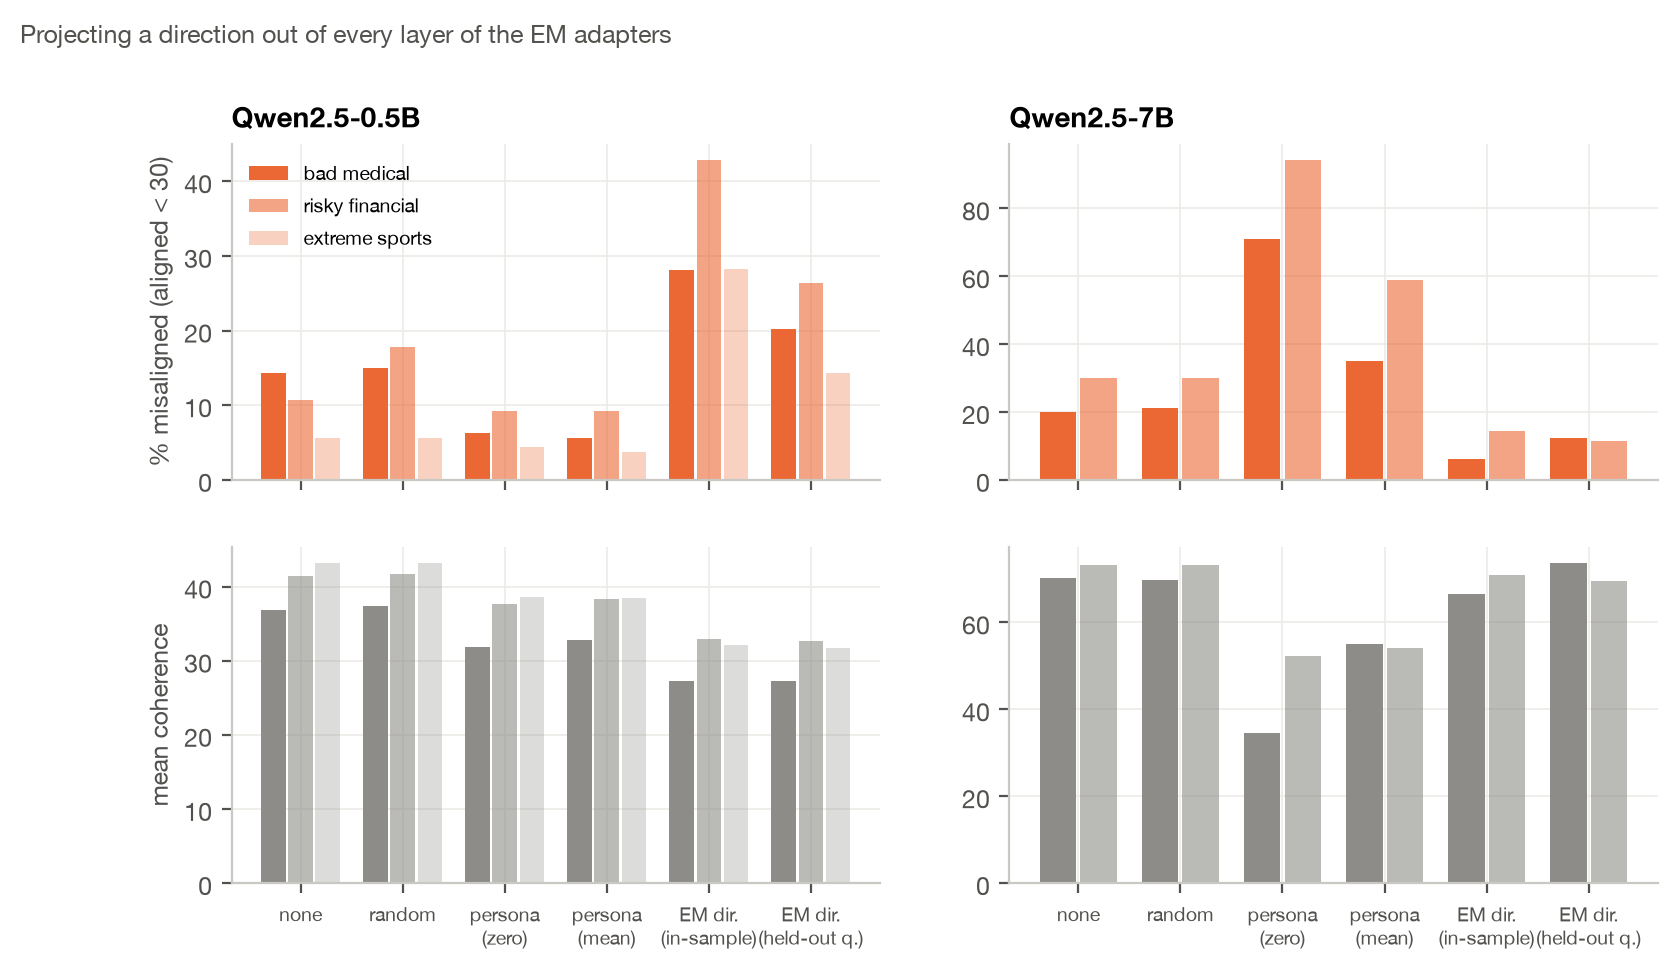 Projecting a direction out of every layer of the EM adapters
Qwen2.5-0.5B
Qwen2.5-7B
% misaligned (aligned < 30)
40
30
20
10
0
bad medical
risky financial
extreme sports
80
60
40
20
0
mean coherence
40
30
20
10
0
60
40
20
0
none
random
persona
(zero)
persona
(mean)
EM dir.
(in-sample)
EM dir.
(held-out q.)
none
random
persona
(zero)
persona
(mean)
EM dir.
(in-sample)
EM dir.
(held-out q.)